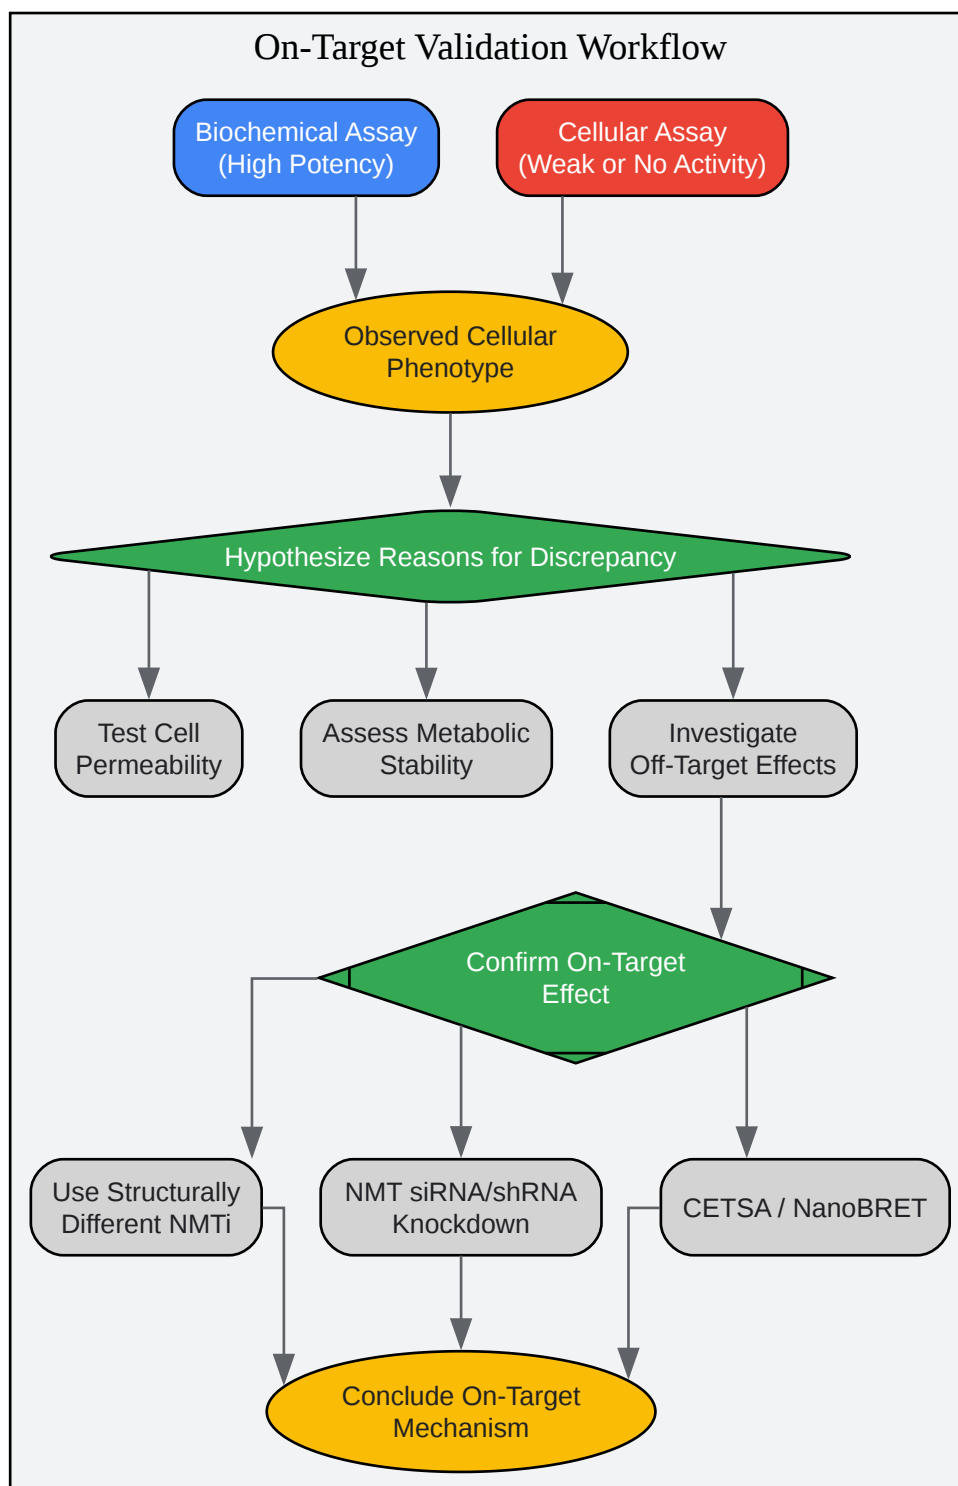 On-Target Validation Workflow
Biochemical Assay
(High Potency)
Cellular Assay
(Weak or No Activity)
Observed Cellular
Phenotype
Hypothesize Reasons for Discrepancy
Test Cell
Permeability
Assess Metabolic
Stability
Investigate
Off-Target Effects
Confirm On-Target
Effect
Use Structurally
Different NMTi
NMT siRNA/shRNA
Knockdown
CETSA / NanoBRET
Conclude On-Target
Mechanism